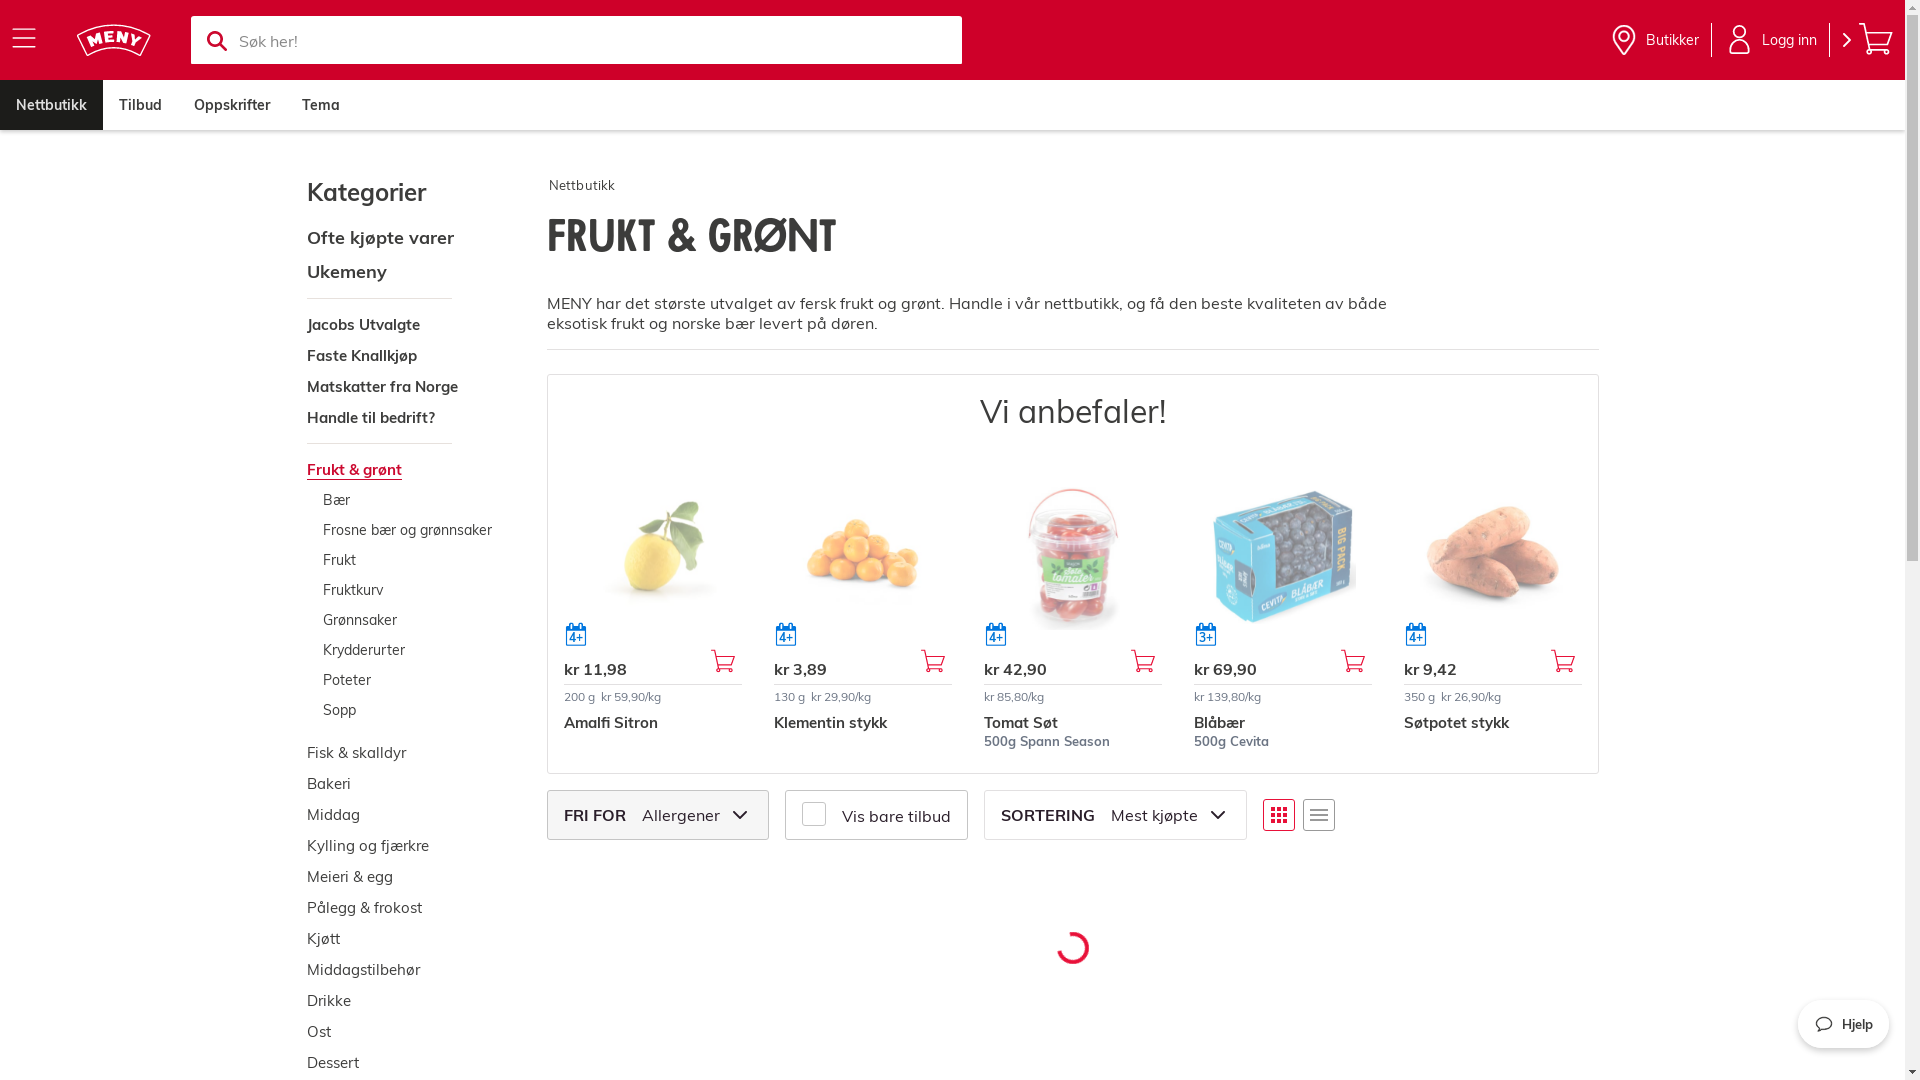 MENY
Søk her!
Butikker
Logg inn
Nettbutikk
Tilbud
Oppskrifter
Tema
Kategorier
Ofte kjøpte varer
Ukemeny
Jacobs Utvalgte
Faste Knallkjøp
Matskatter fra Norge
Handle til bedrift?
Frukt & grønt
Bær
Frosne bær og grønnsaker
Frukt
Fruktkurv
Grønnsaker
Krydderurter
Poteter
Sopp
Fisk & skalldyr
Bakeri
Middag
Kylling og fjærkre
Meieri & egg
Pålegg & frokost
Kjøtt
Middagstilbehør
Drikke
Ost
Dessert
Nettbutikk
FRUKT & GRØNT
MENY har det største utvalget av fersk frukt og grønt. Handle i vår nettbutikk, og få den beste kvaliteten av både
eksotisk frukt og norske bær levert på døren.
Vi anbefaler!
4+
kr 11,98
200 g kr 59,90/kg
Amalfi Sitron
4+
kr 3,89
130 g kr 29,90/kg
Klementin stykk
tomater
4+
kr 42,90
kr 85,80/kg
Tomat Søt
500g Spann Season
CEVITA
BLÅBÆR
BIG PACK
3+
kr 69,90
kr 139,80/kg
Blåbær
500g Cevita
4+
kr 9,42
350 g kr 26,90/kg
Søtpotet stykk
FRI FOR Allergener
Vis bare tilbud
SORTERING Mest kjøpte
Hjelp